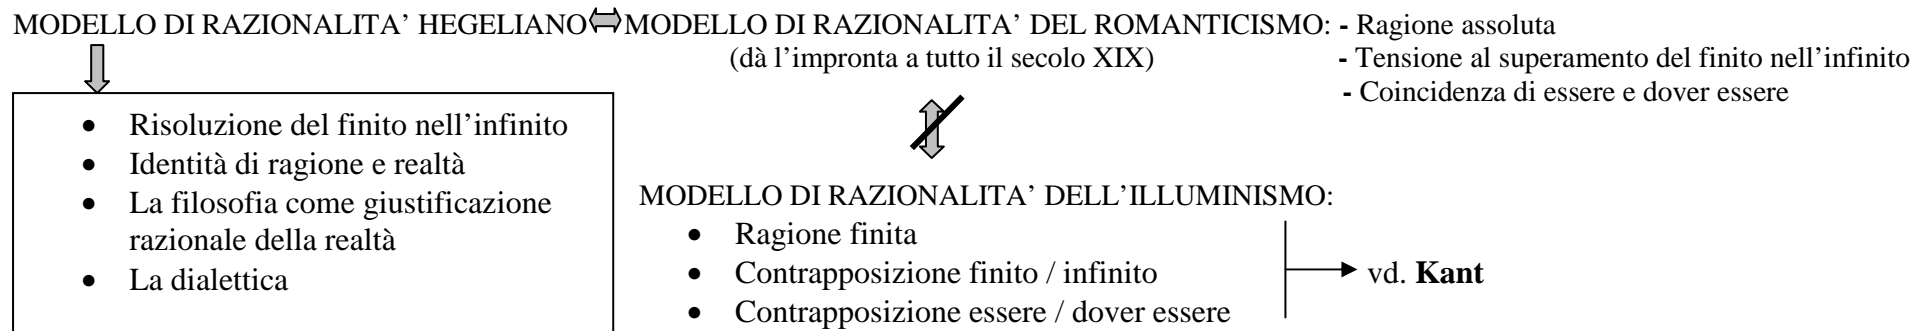 MODELLO DI RAZIONALITA’ HEGELIANO MODELLO DI RAZIONALITA’ DEL ROMANTICISMO: - Ragione assoluta
(dà l’impronta a tutto il secolo XIX) - Tensione al superamento del finito nell’infinito
- Coincidenza di essere e dover essere
• Risoluzione del finito nell’infinito
• Identità di ragione e realtà
• La filosofia come giustificazione
razionale della realtà
• La dialettica
MODELLO DI RAZIONALITA’ DELL’ILLUMINISMO:
• Ragione finita
• Contrapposizione finito / infinito
• Contrapposizione essere / dover essere
vd. Kant